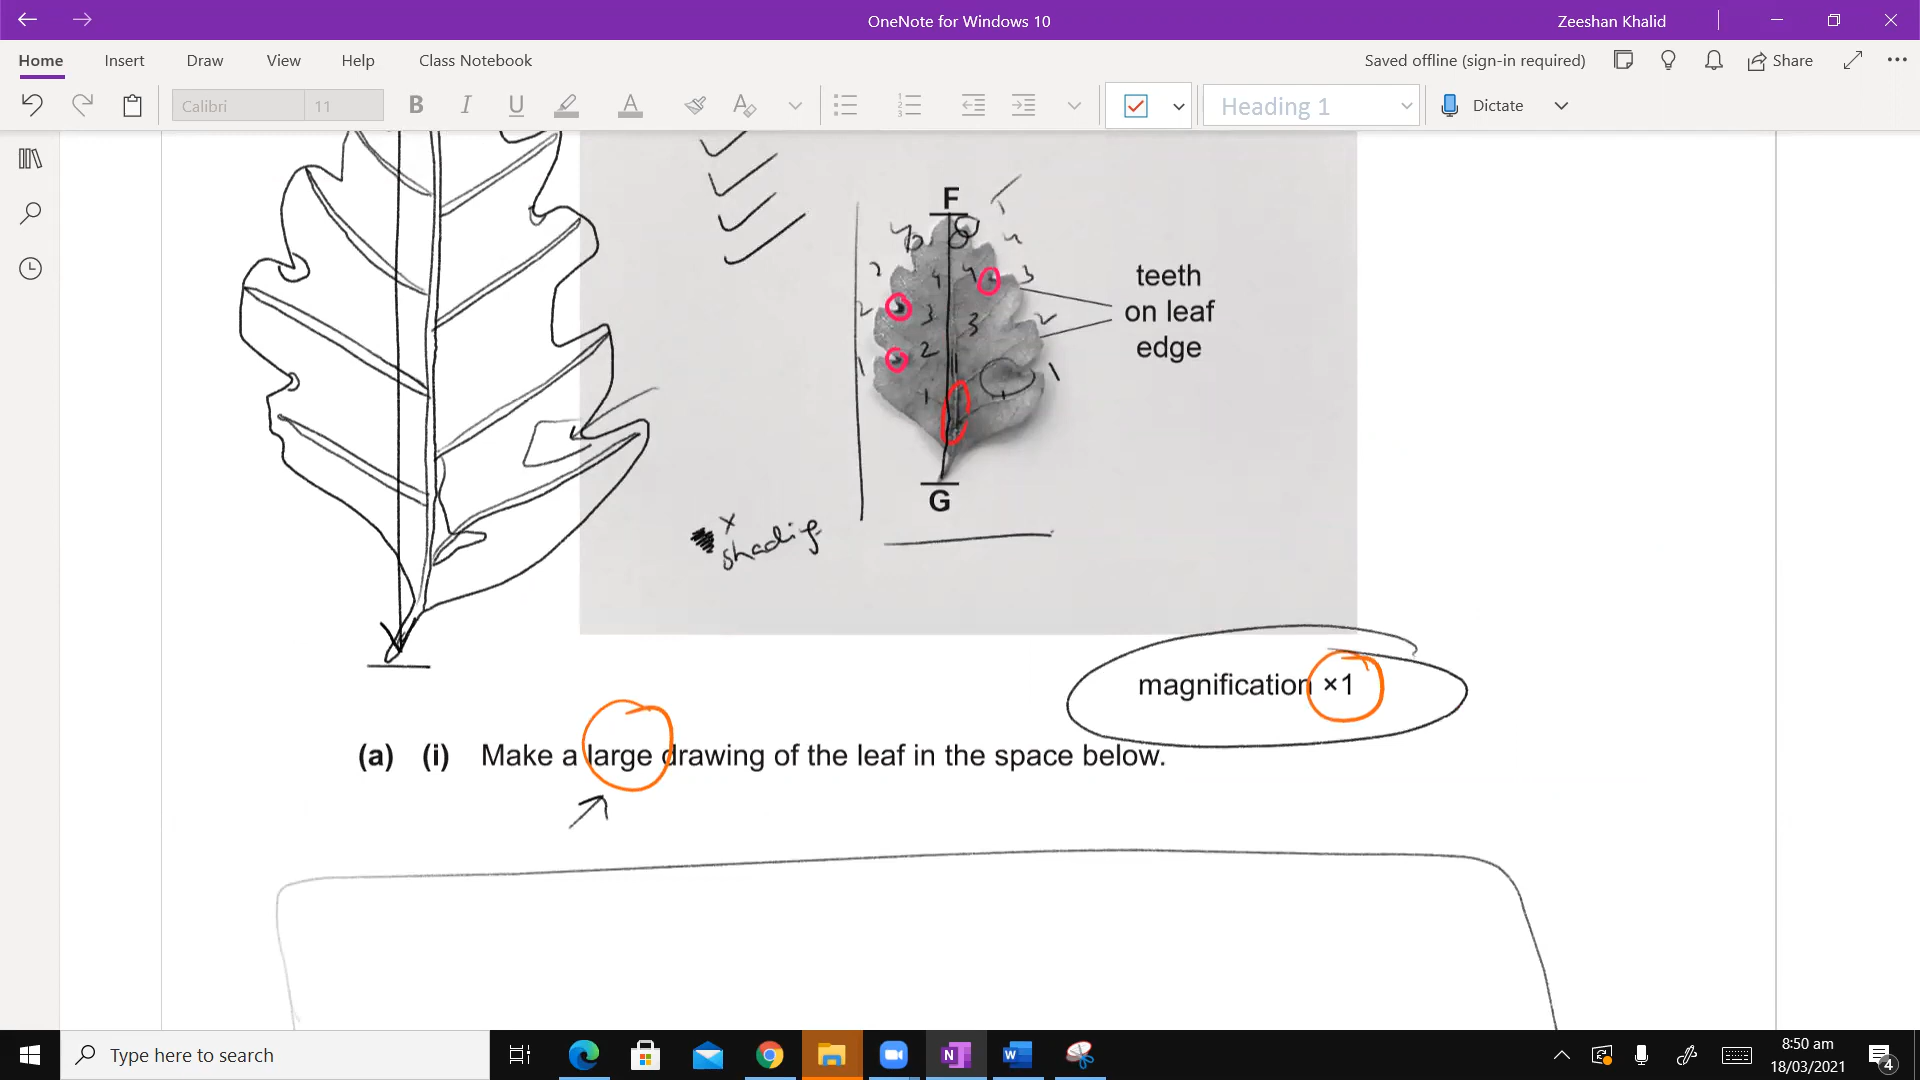 OneNote for Windows 10
Zeeshan Khalid
Home Insert Draw View Help Class Notebook
Saved offline (sign-in required)
Share
Calibri 11
B I U A
Heading 1
Dictate
F
teeth
on leaf
edge
G
x
shading
magnification ×1
(a) (i) Make a large drawing of the leaf in the space below.
Type here to search
8:50 am
18/03/2021
4